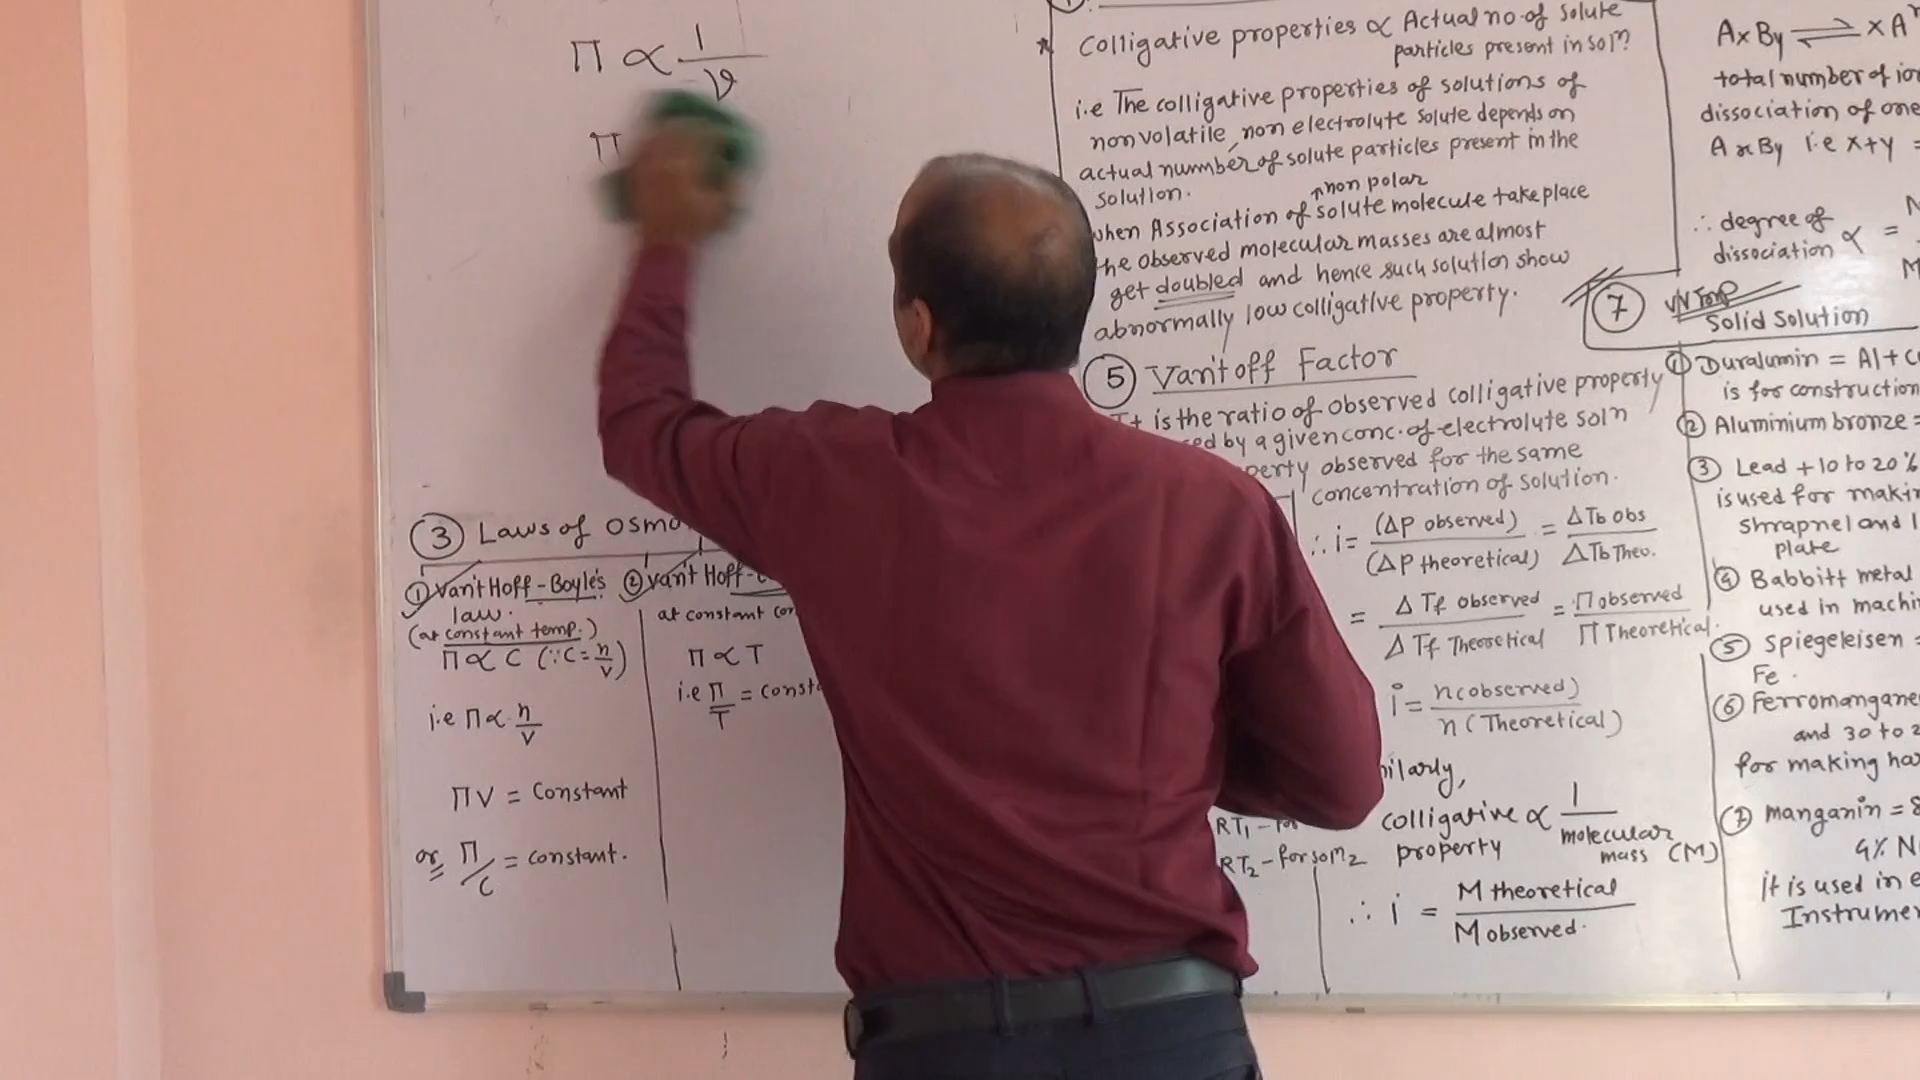 Π ∝ 1/V
Π
③ Laws of Osmo
① Van't Hoff - Boyle's law.
(at constant temp.)
Π ∝ C (∵ C = n/v)
i.e Π ∝ n/v
ΠV = Constant
or Π/C = constant.
② Van't Hoff -
at constant con
Π ∝ T
i.e Π/T = consta
* Colligative properties ∝ Actual no. of solute
particles present in soln
i.e The colligative properties of solutions of
non volatile, non electrolute solute depends on
actual nummber of solute particles present in the
solution.
non polar
when Association of solute molecule take place
the observed molecular masses are almost
get doubled and hence such solution show
abnormally low colligative property.
⑤ Van't off Factor
It is the ratio of observed colligative property
ed by a given conc. of electrolute soln
perty observed for the same
concentration of solution.
∴ i = (ΔP observed)/(ΔP theoretical) = ΔTb obs/ΔTb Theo.
= ΔTf observed/ΔTf Theoretical = Π observed/Π Theoretical.
i = n(observed)/n(Theoretical)
ilarly,
colligative property ∝ 1/molecular mass (M)
∴ i = M theoretical/M observed.
RT₁ - for
RT₂ - for soln₂
AxBy ⇌ xA
total number of ion
dissociation of one
AxBy i.e x+y =
∴ degree of
dissociation ∝ =
⑦ VVImp
Solid Solution
① Duralumin = Al + C
is for construction
② Aluminium bronze =
③ Lead + 10 to 20%
is used for makin
Shrapnel and
plate
④ Babbitt metal
used in machi
⑤ Spiegeleisen =
Fe.
⑥ Ferromangane
and 30 to
for making ha
⑦ manganin = 8
4% N
it is used in e
Instrumen